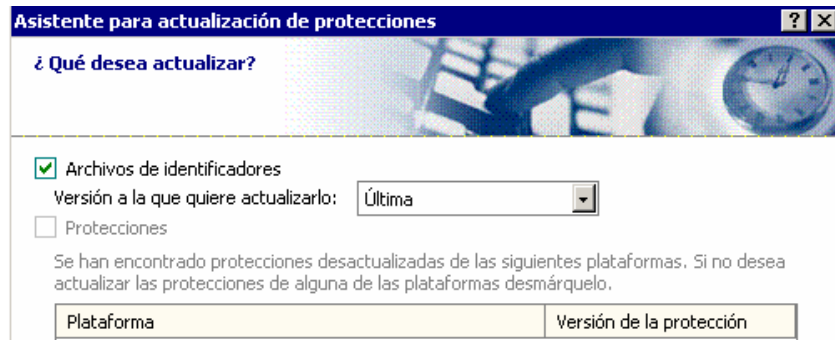 Asistente para actualización de protecciones
¿ Qué desea actualizar?
Archivos de identificadores
Versión a la que quiere actualizarlo: Última
Protecciones
Se han encontrado protecciones desactualizadas de las siguientes plataformas. Si no desea
actualizar las protecciones de alguna de las plataformas desmárquelo.
Plataforma Versión de la protección